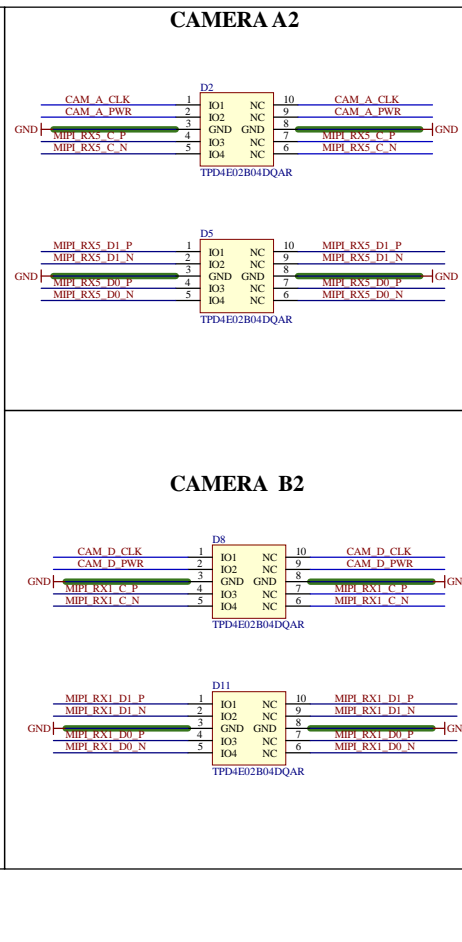 CAMERA A2
D2
CAM_A_CLK 1 IO1 NC 10 CAM_A_CLK
CAM_A_PWR 2 IO2 NC 9 CAM_A_PWR
GND 3 GND GND 8 GND
MIPI_RX5_C_P 4 IO3 NC 7 MIPI_RX5_C_P
MIPI_RX5_C_N 5 IO4 NC 6 MIPI_RX5_C_N
TPD4E02B04DQAR
D5
MIPI_RX5_D1_P 1 IO1 NC 10 MIPI_RX5_D1_P
MIPI_RX5_D1_N 2 IO2 NC 9 MIPI_RX5_D1_N
GND 3 GND GND 8 GND
MIPI_RX5_D0_P 4 IO3 NC 7 MIPI_RX5_D0_P
MIPI_RX5_D0_N 5 IO4 NC 6 MIPI_RX5_D0_N
TPD4E02B04DQAR
CAMERA B2
D8
CAM_D_CLK 1 IO1 NC 10 CAM_D_CLK
CAM_D_PWR 2 IO2 NC 9 CAM_D_PWR
GND 3 GND GND 8 GN
MIPI_RX1_C_P 4 IO3 NC 7 MIPI_RX1_C_P
MIPI_RX1_C_N 5 IO4 NC 6 MIPI_RX1_C_N
TPD4E02B04DQAR
D11
MIPI_RX1_D1_P 1 IO1 NC 10 MIPI_RX1_D1_P
MIPI_RX1_D1_N 2 IO2 NC 9 MIPI_RX1_D1_N
GND 3 GND GND 8 GN
MIPI_RX1_D0_P 4 IO3 NC 7 MIPI_RX1_D0_P
MIPI_RX1_D0_N 5 IO4 NC 6 MIPI_RX1_D0_N
TPD4E02B04DQAR